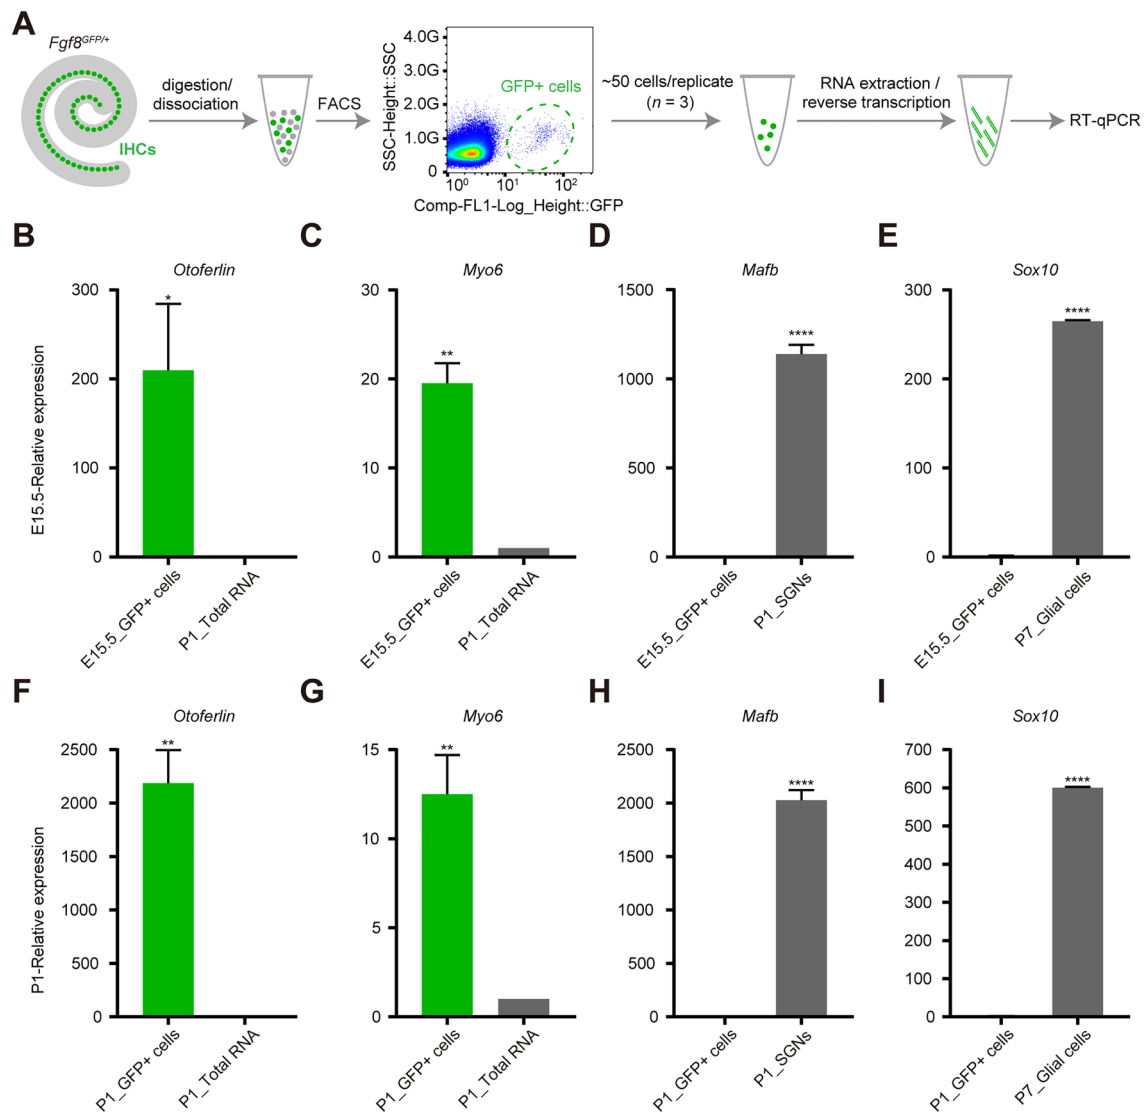 A
Fgf8GFP/+
IHCs
digestion/
dissociation
FACS
SSC-Height::SSC
4.0G
3.0G
2.0G
1.0G
0
10⁰ 10¹ 10²
Comp-FL1-Log_Height::GFP
GFP+ cells
~50 cells/replicate
(n = 3)
RNA extraction /
reverse transcription
RT-qPCR
B
Otoferlin
E15.5-Relative expression
300
200
100
0
*
E15.5_GFP+ cells
P1_Total RNA
C
Myo6
30
20
10
0
**
E15.5_GFP+ cells
P1_Total RNA
D
Mafb
1500
1000
500
0
****
E15.5_GFP+ cells
P1_SGNs
E
Sox10
300
200
100
0
****
E15.5_GFP+ cells
P7_Glial cells
F
Otoferlin
P1-Relative expression
2500
2000
1500
1000
500
0
**
P1_GFP+ cells
P1_Total RNA
G
Myo6
15
10
5
0
**
P1_GFP+ cells
P1_Total RNA
H
Mafb
2500
2000
1500
1000
500
0
****
P1_GFP+ cells
P1_SGNs
I
Sox10
700
600
500
400
300
200
100
0
****
P1_GFP+ cells
P7_Glial cells